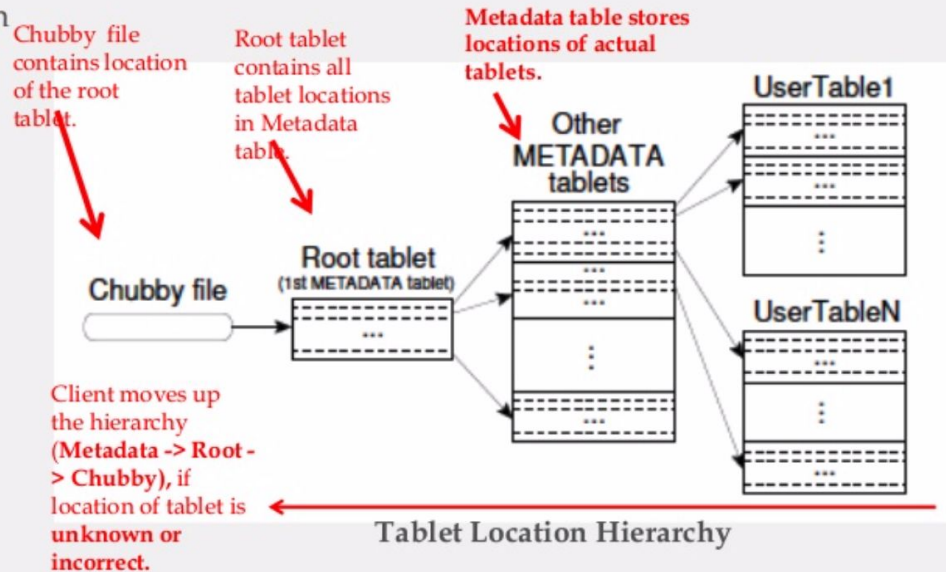 Chubby file
contains location
of the root
tablet.
Root tablet
contains all
tablet locations
in Metadata
table.
Metadata table stores
locations of actual
tablets.
Chubby file
Root tablet
(1st METADATA tablet)
...
Other
METADATA
tablets
...
...
...
...
UserTable1
...
...
...
UserTableN
...
...
...
Client moves up
the hierarchy
(Metadata -> Root -
> Chubby), if
location of tablet is
unknown or
incorrect.
Tablet Location Hierarchy